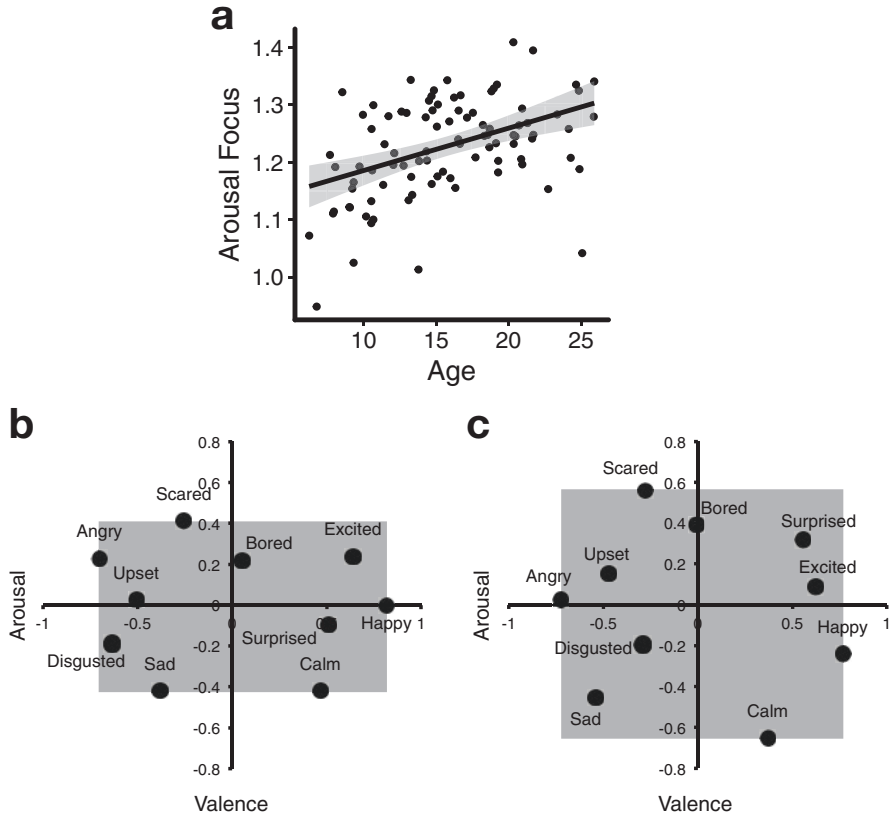 a
1.4
1.3
1.2
1.1
1.0
Arousal Focus
10 15 20 25
Age
b
0.8
0.6
0.4
0.2
0
-0.2
-0.4
-0.6
-0.8
-1 -0.5 0 0.5 1
Scared
Angry
Bored
Excited
Upset
Happy
Surprised
Disgusted
Sad
Calm
Arousal
Valence
c
0.8
0.6
0.4
0.2
0
-0.2
-0.4
-0.6
-0.8
-1 -0.5 0 0.5 1
Scared
Bored
Surprised
Upset
Excited
Angry
Happy
Disgusted
Sad
Calm
Arousal
Valence